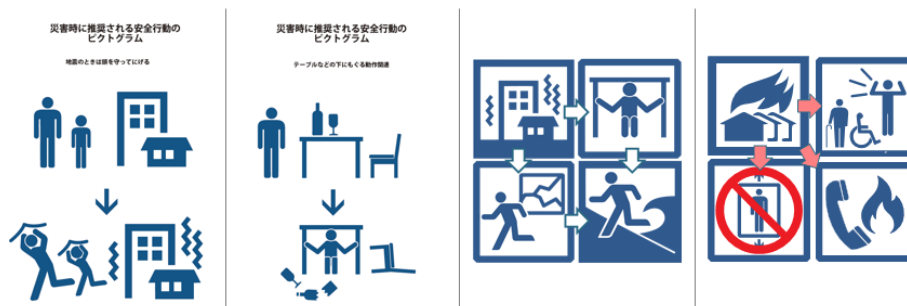 災害時に推奨される安全行動の
ピクトグラム
地震のときは頭を守ってにげる
災害時に推奨される安全行動の
ピクトグラム
テーブルなどの下にもぐる動作関連